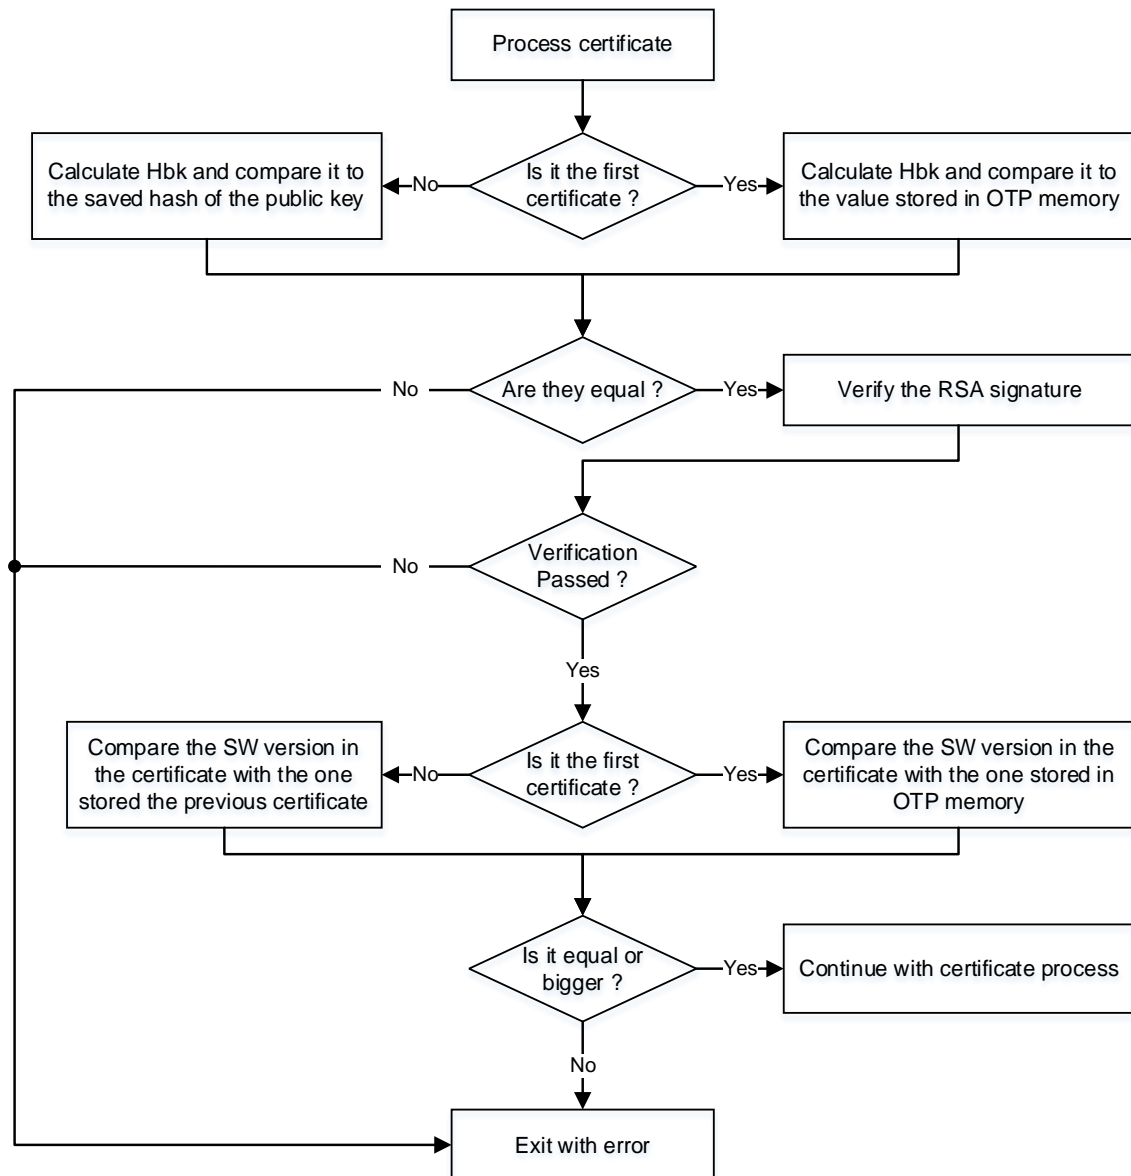 Process certificate
Is it the first
certificate ?
No
Yes
Calculate Hbk and compare it to
the saved hash of the public key
Calculate Hbk and compare it to
the value stored in OTP memory
Are they equal ?
No
Yes
Verify the RSA signature
Verification
Passed ?
No
Yes
Is it the first
certificate ?
No
Yes
Compare the SW version in
the certificate with the one
stored the previous certificate
Compare the SW version in the
certificate with the one stored in
OTP memory
Is it equal or
bigger ?
Yes
Continue with certificate process
No
Exit with error